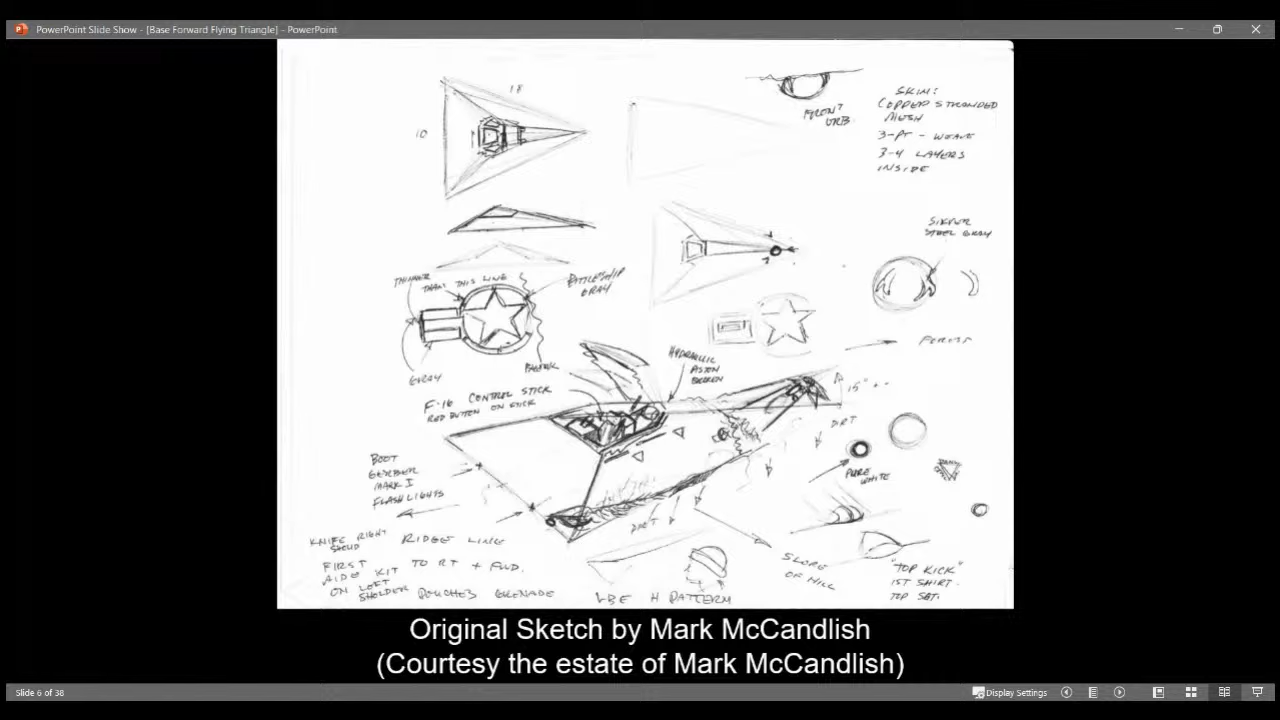 PowerPoint Slide Show - [Base Forward Flying Triangle] - PowerPoint
18
10
FRONT
ORB
SKIN:
COPPER STRANDED
MESH
3-PT - WEAVE
3-4 LAYERS
INSIDE
STEEL GRAY
THINNER
THAN THIS LINE
BATTLESHIP
GRAY
GRAY
FOREST
HYDRAULIC
PISTON
BROKEN
F-16 CONTROL STICK
RED BUTTON ON STICK
15"
DIRT
BOOT
GERBER
MARK I
FLASHLIGHTS
PURE
WHITE
KNIFE RIGHT
RIDGE LINE
DIRT
FIRST
AIDE KIT TO RT + FWD.
ON LEFT
SHOLDER POUCHES GRENADE
LBE H PATTERN
SLOPE
OF HILL
"TOP KICK"
1ST SHIRT
TOP SGT.
Original Sketch by Mark McCandlish
(Courtesy the estate of Mark McCandlish)
Slide 6 of 38
Display Settings